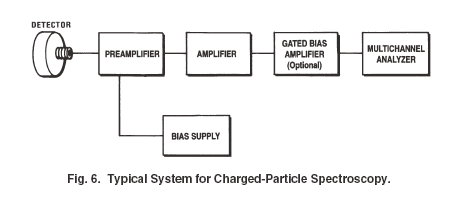 DETECTOR
PREAMPLIFIER
AMPLIFIER
GATED BIAS
AMPLIFIER
(Optional)
MULTICHANNEL
ANALYZER
BIAS SUPPLY
Fig. 6. Typical System for Charged-Particle Spectroscopy.